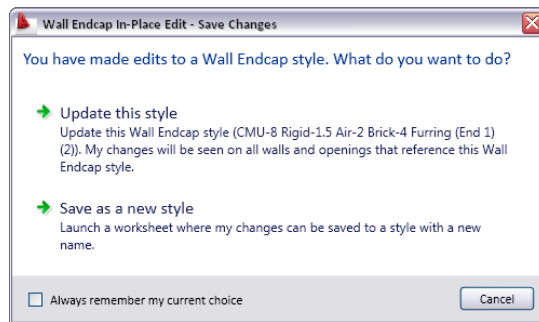 Wall Endcap In-Place Edit - Save Changes
You have made edits to a Wall Endcap style. What do you want to do?
Update this style
Update this Wall Endcap style (CMU-8 Rigid-1.5 Air-2 Brick-4 Furring (End 1)
(2)). My changes will be seen on all walls and openings that reference this Wall
Endcap style.
Save as a new style
Launch a worksheet where my changes can be saved to a style with a new
name.
Always remember my current choice
Cancel